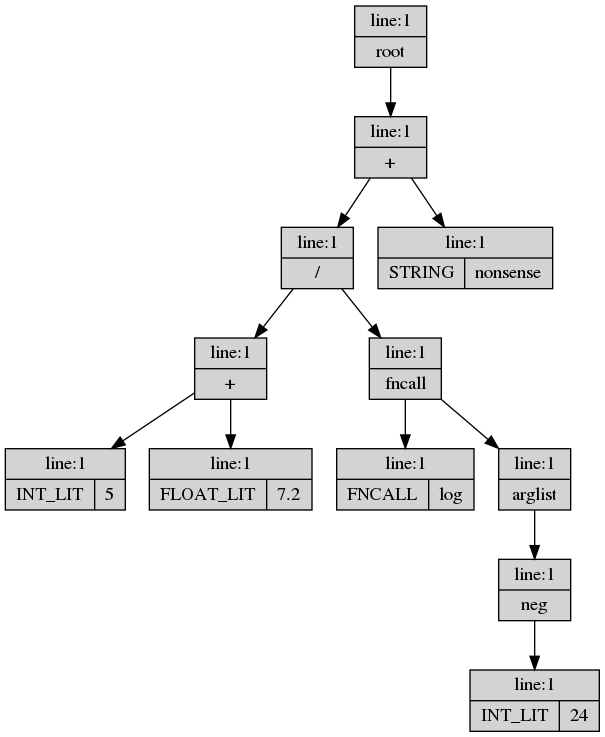 line:1
root
line:1
+
line:1
/
line:1
STRING nonsense
line:1
+
line:1
fncall
line:1
INT_LIT 5
line:1
FLOAT_LIT 7.2
line:1
FNCALL log
line:1
arglist
line:1
neg
line:1
INT_LIT 24